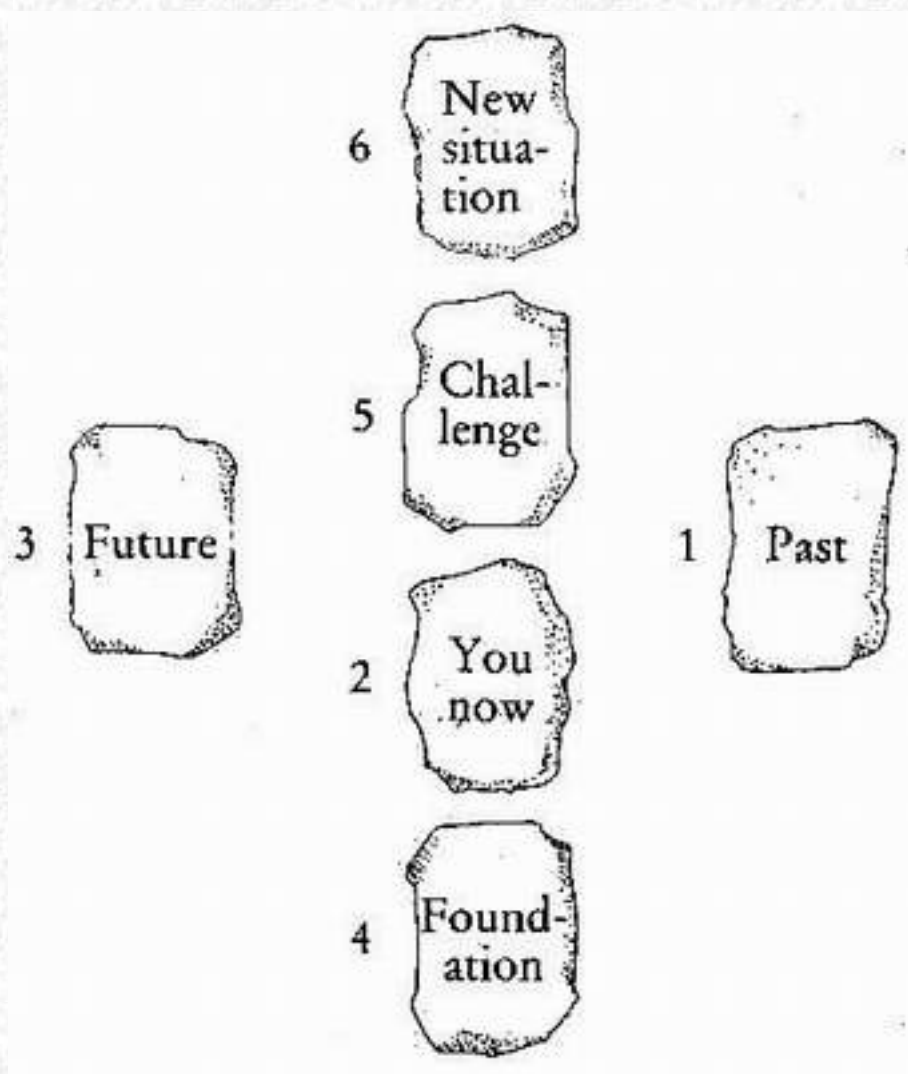 6
New
situa-
tion
5
Chal-
lenge
3
Future
1
Past
2
You
now
4
Found-
ation